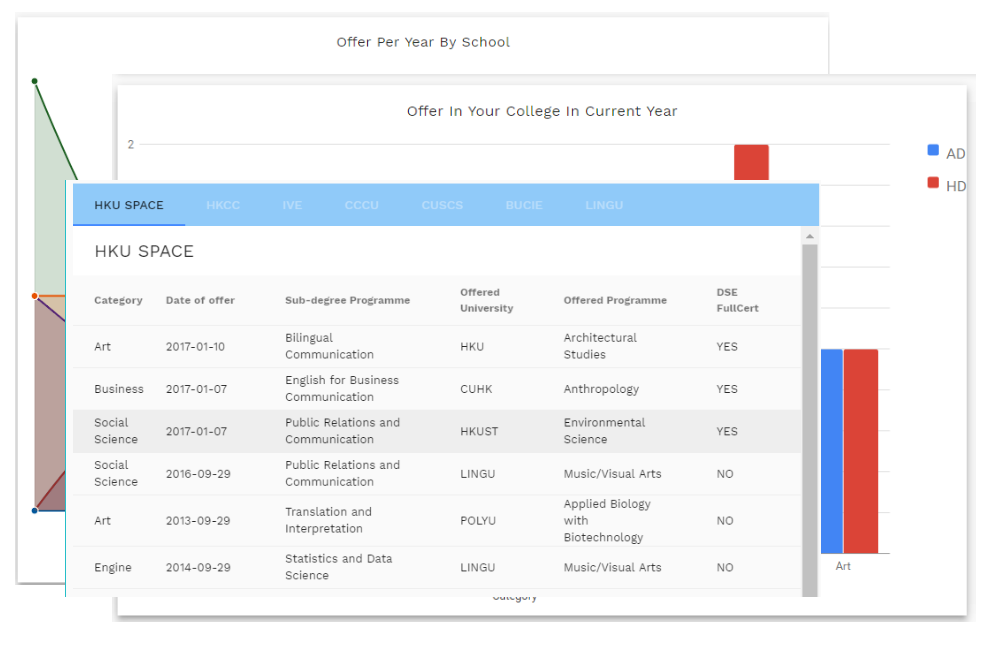 Offer Per Year By School
Offer In Your College In Current Year
2
AD
HD
HKU SPACE HKCC IVE CCCU CUSCS BUCIE LINGU
HKU SPACE
Category Date of offer Sub-degree Programme Offered University Offered Programme DSE FullCert
Art 2017-01-10 Bilingual Communication HKU Architectural Studies YES
Business 2017-01-07 English for Business Communication CUHK Anthropology YES
Social Science 2017-01-07 Public Relations and Communication HKUST Environmental Science YES
Social Science 2016-09-29 Public Relations and Communication LINGU Music/Visual Arts NO
Art 2013-09-29 Translation and Interpretation POLYU Applied Biology with Biotechnology NO
Engine 2014-09-29 Statistics and Data Science LINGU Music/Visual Arts NO
Art